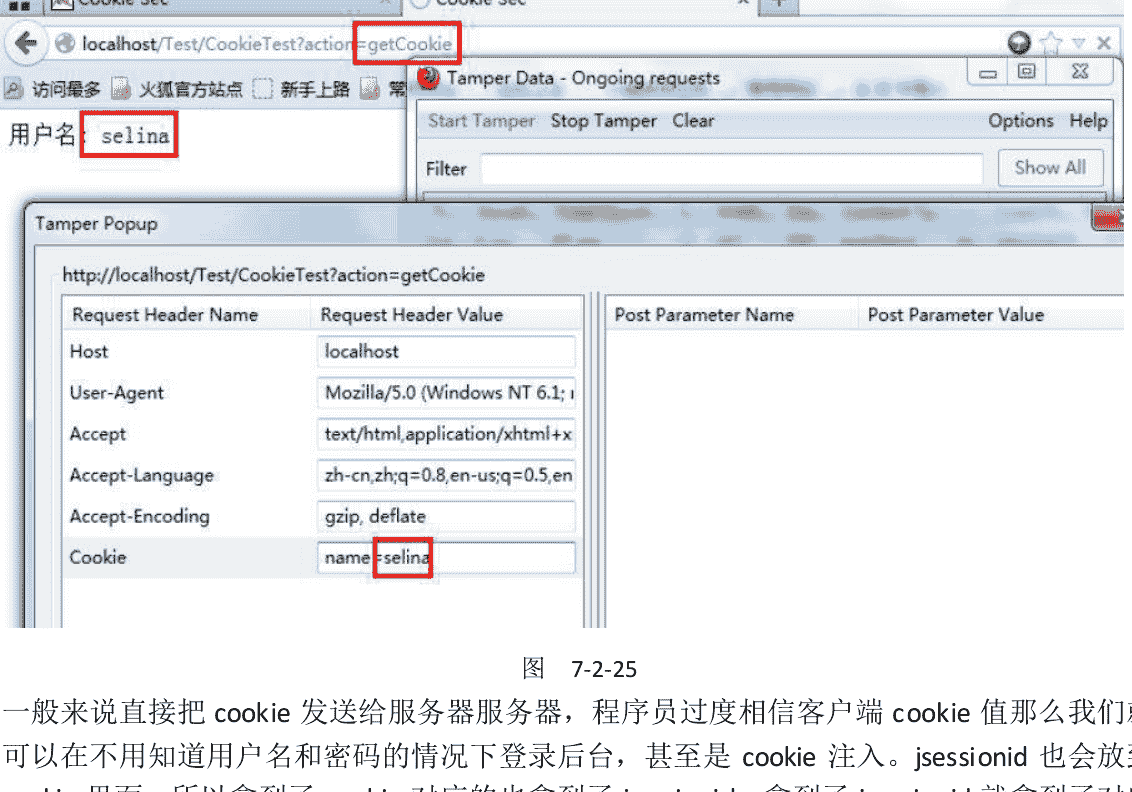 Cookie Sec
Cookie Sec
localhost/Test/CookieTest?action=getCookie
访问最多 火狐官方站点 新手上路 常
用户名: selina
Tamper Data - Ongoing requests
Start Tamper Stop Tamper Clear Options Help
Filter Show All
Tamper Popup
http://localhost/Test/CookieTest?action=getCookie
Request Header Name Request Header Value Post Parameter Name Post Parameter Value
Host localhost
User-Agent Mozilla/5.0 (Windows NT 6.1;
Accept text/html,application/xhtml+x
Accept-Language zh-cn,zh;q=0.8,en-us;q=0.5,en
Accept-Encoding gzip, deflate
Cookie name=selina
图 7-2-25
一般来说直接把 cookie 发送给服务器服务器，程序员过度相信客户端 cookie 值那么我们就
可以在不用知道用户名和密码的情况下登录后台，甚至是 cookie 注入。jsessionid 也会放到